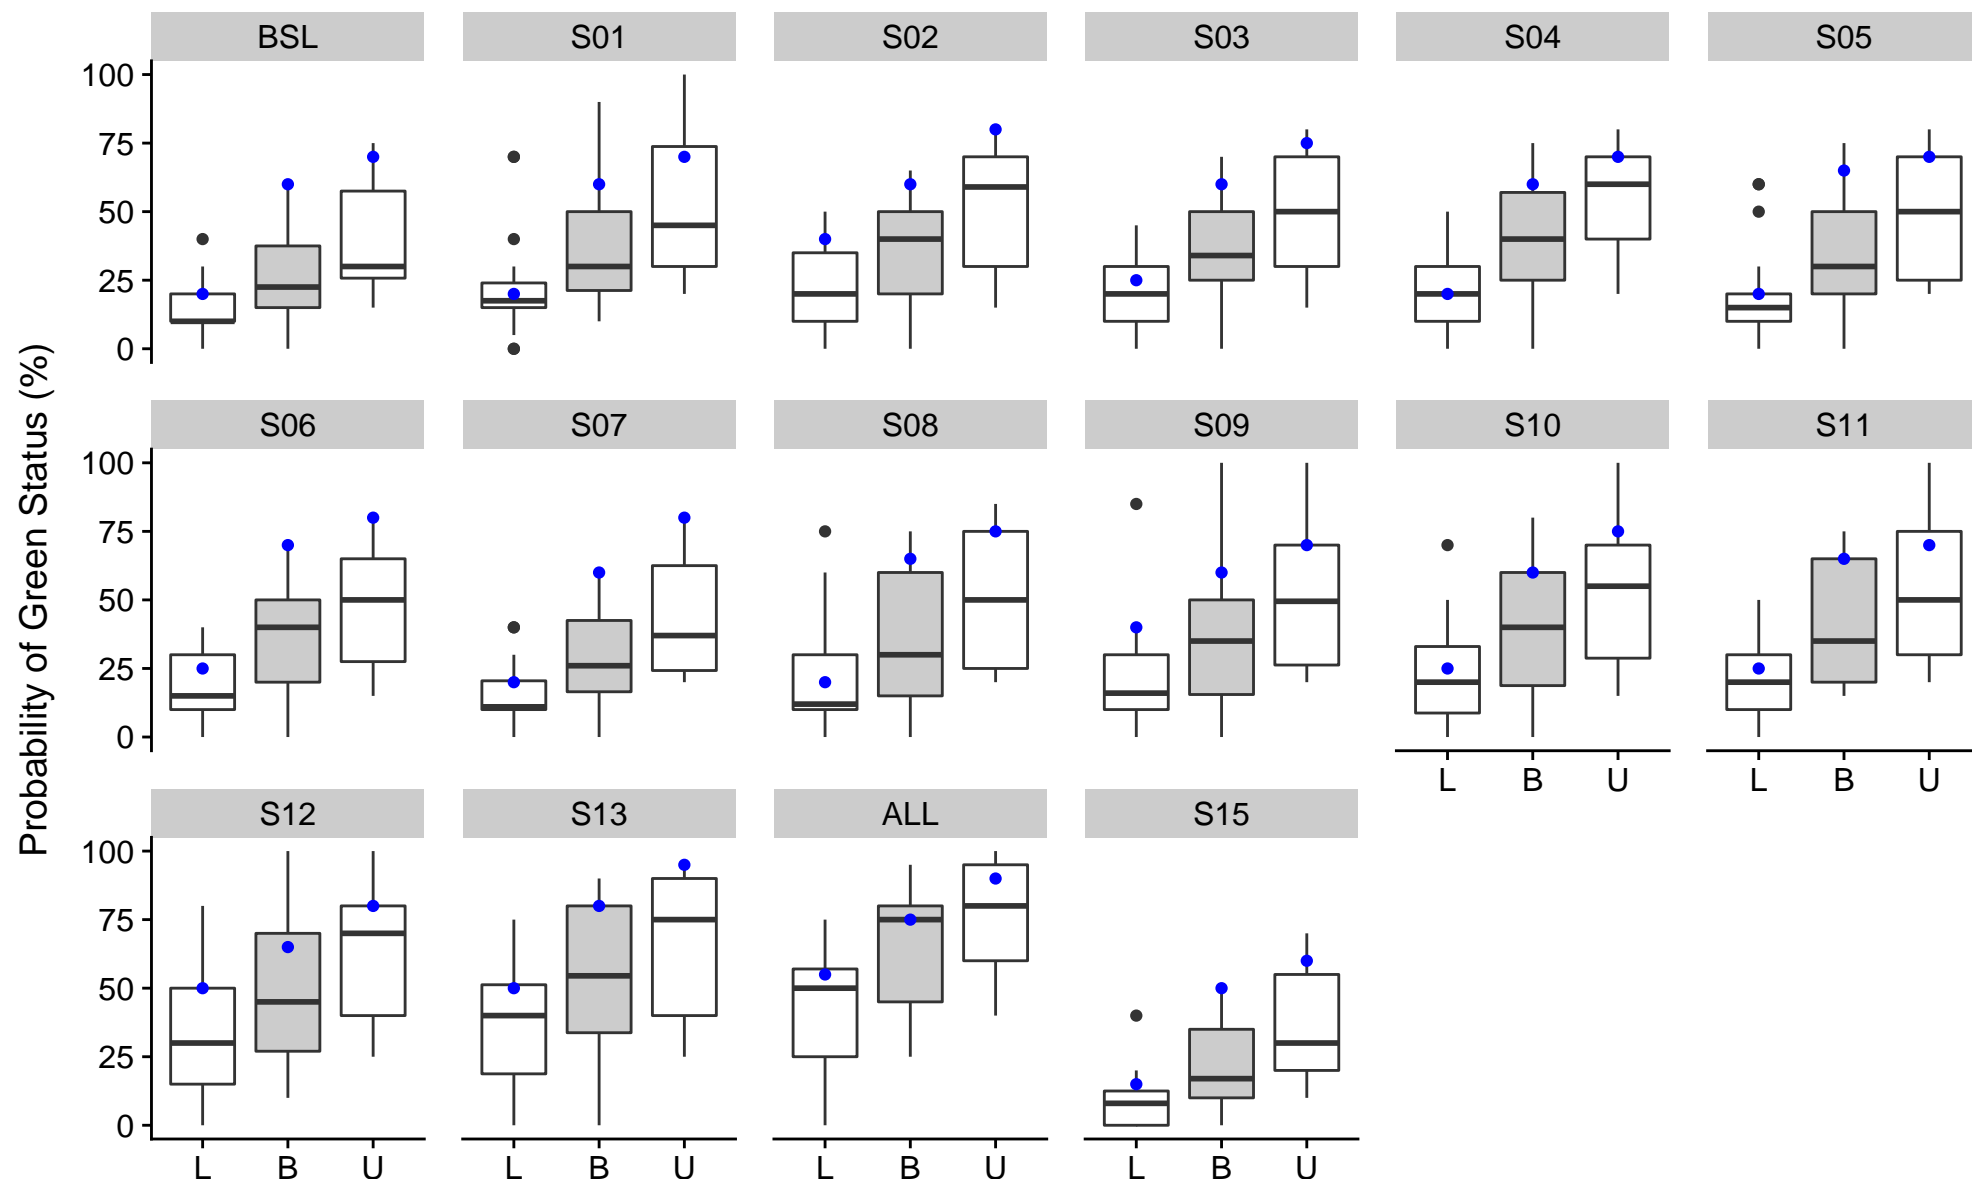 BSL S01 S02 S03 S04 S05
100
75
50
25
0
Probability of Green Status (%)
S06 S07 S08 S09 S10 S11
100
75
50
25
0
L B U L B U
S12 S13 ALL S15
100
75
50
25
0
L B U L B U L B U L B U